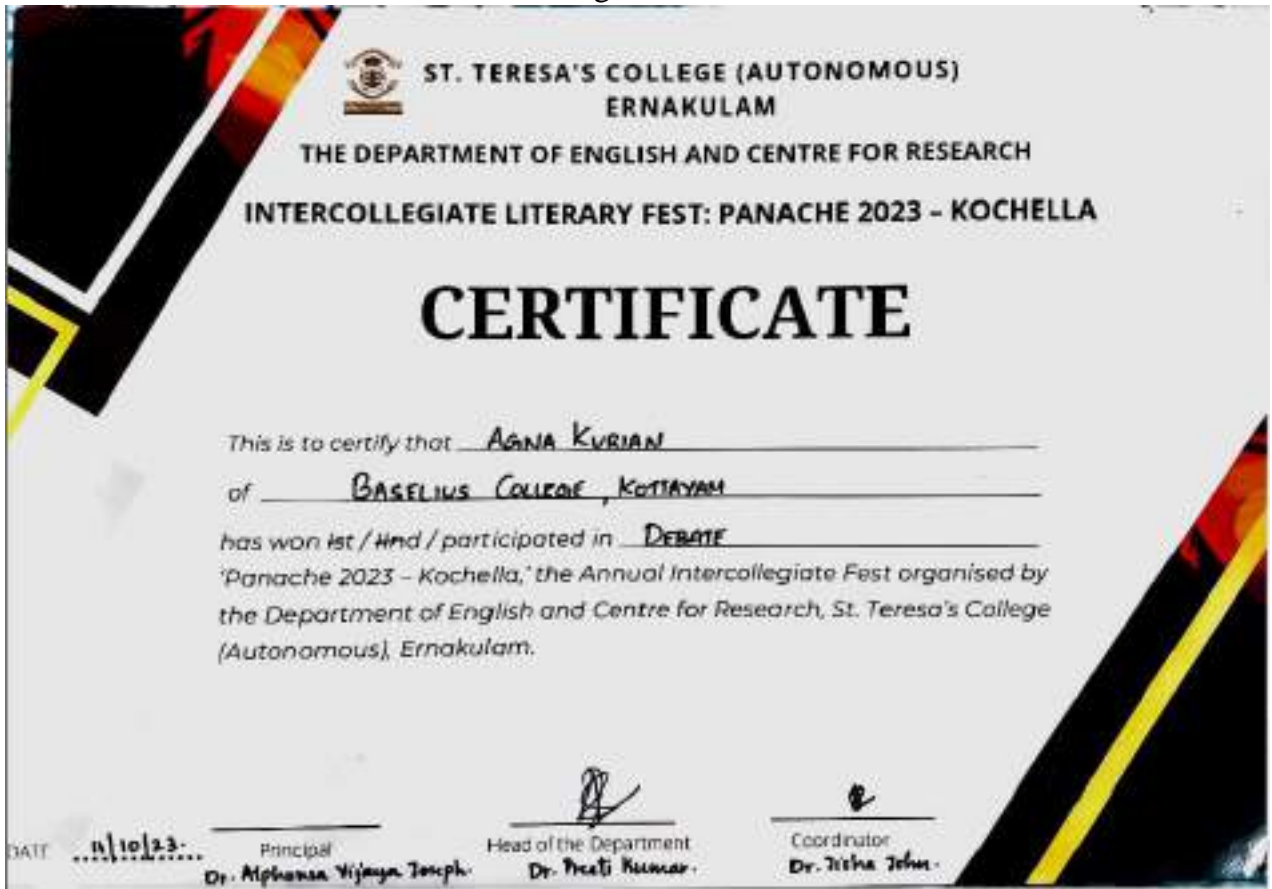 ST. TERESA'S COLLEGE (AUTONOMOUS)
ERNAKULAM
THE DEPARTMENT OF ENGLISH AND CENTRE FOR RESEARCH
INTERCOLLEGIATE LITERARY FEST: PANACHE 2023 – KOCHELLA
CERTIFICATE
This is to certify that AGNA KURIAN
of BASELIUS COLLEGE, KOTTAYAM
has won Ist / IInd / participated in DEBATE
'Panache 2023 – Kochella,' the Annual Intercollegiate Fest organised by
the Department of English and Centre for Research, St. Teresa's College
(Autonomous), Ernakulam.
DATE 11/10/23.
Principal
Dr. Alphonsa Vijaya Joseph.
Head of the Department
Dr. Preeti Kumar.
Coordinator
Dr. Jisha John.